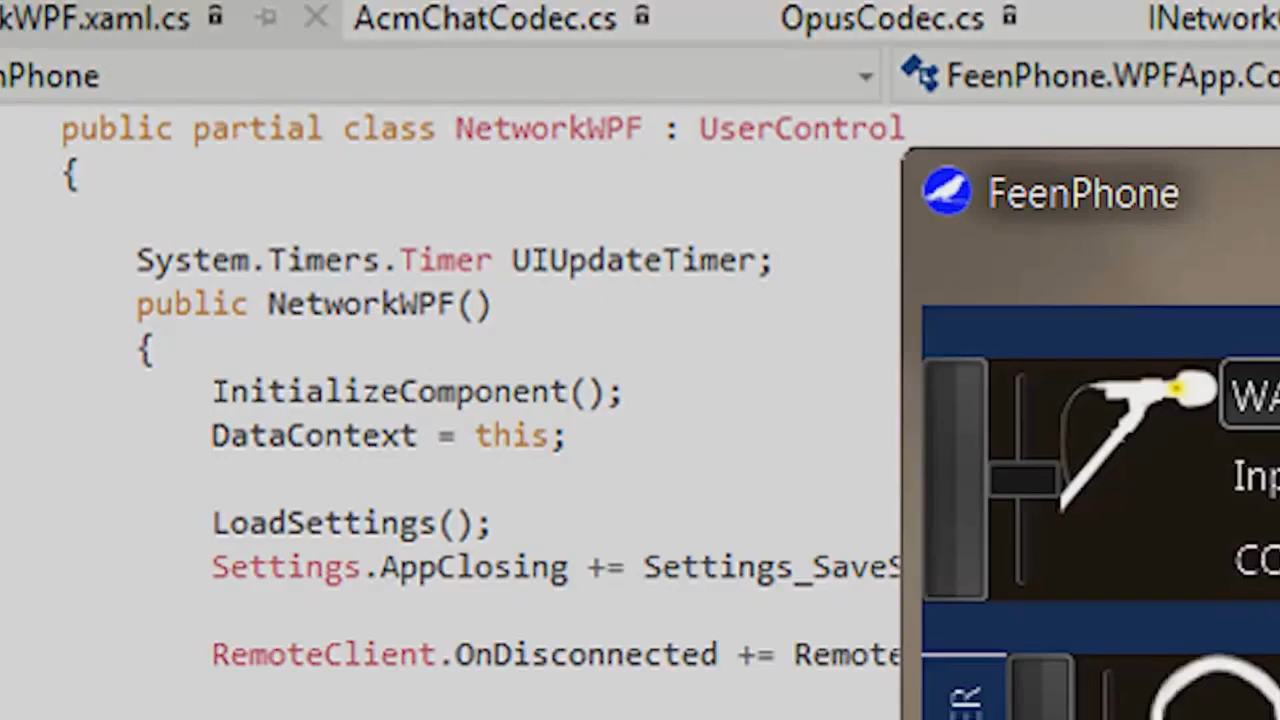 kWPF.xaml.cs AcmChatCodec.cs OpusCodec.cs INetwork
nPhone FeenPhone.WPFApp.Co
public partial class NetworkWPF : UserControl
{
FeenPhone
System.Timers.Timer UIUpdateTimer;
public NetworkWPF()
{
InitializeComponent();
WA
DataContext = this;
Inp
LoadSettings();
Settings.AppClosing += Settings_SaveS
CO
RemoteClient.OnDisconnected += Remote
ER